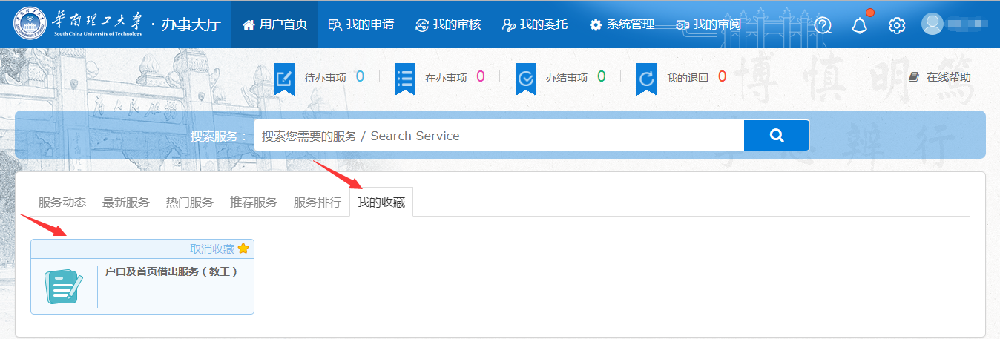 华南理工大学
South China University of Technology
· 办事大厅
用户首页
我的申请
我的审核
我的委托
系统管理
我的审阅
待办事项 0
在办事项 0
办结事项 0
我的退回 0
在线帮助
博慎明笃
搜索服务：
搜索您需要的服务 / Search Service
服务动态
最新服务
热门服务
推荐服务
服务排行
我的收藏
取消收藏
户口及首页借出服务（教工）